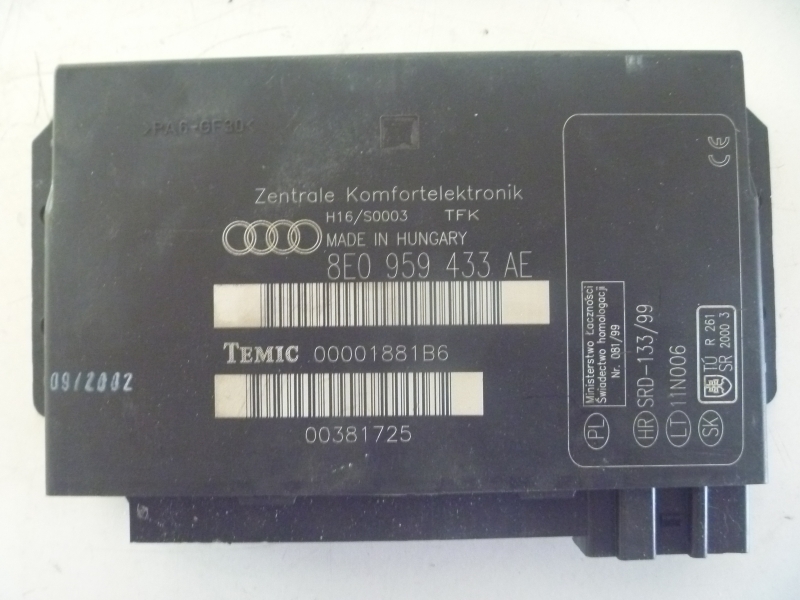 >PA6-GF30<
Zentrale Komfortelektronik
H16/S0003 TFK
MADE IN HUNGARY
8E0 959 433 AE
TEMIC 00001881B6
00381725
09/2002
CE
PL Ministerstwo Łączności
Świadectwo homologacji
Nr. 081/99
HR SRD-133/99
LT 11N006
SK TÚ R 261
SR 2000 3